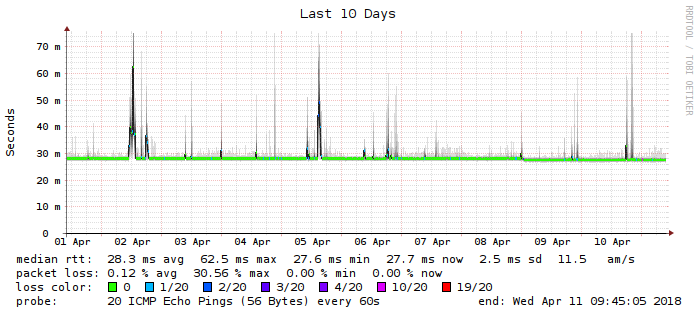 Last 10 Days
RRDTOOL / TOBI OETIKER
Seconds
70 m
60 m
50 m
40 m
30 m
20 m
10 m
0
01 Apr 02 Apr 03 Apr 04 Apr 05 Apr 06 Apr 07 Apr 08 Apr 09 Apr 10 Apr
median rtt: 28.3 ms avg 62.5 ms max 27.6 ms min 27.7 ms now 2.5 ms sd 11.5 am/s
packet loss: 0.12 % avg 30.56 % max 0.00 % min 0.00 % now
loss color: 0 1/20 2/20 3/20 4/20 10/20 19/20
probe: 20 ICMP Echo Pings (56 Bytes) every 60s end: Wed Apr 11 09:45:05 2018